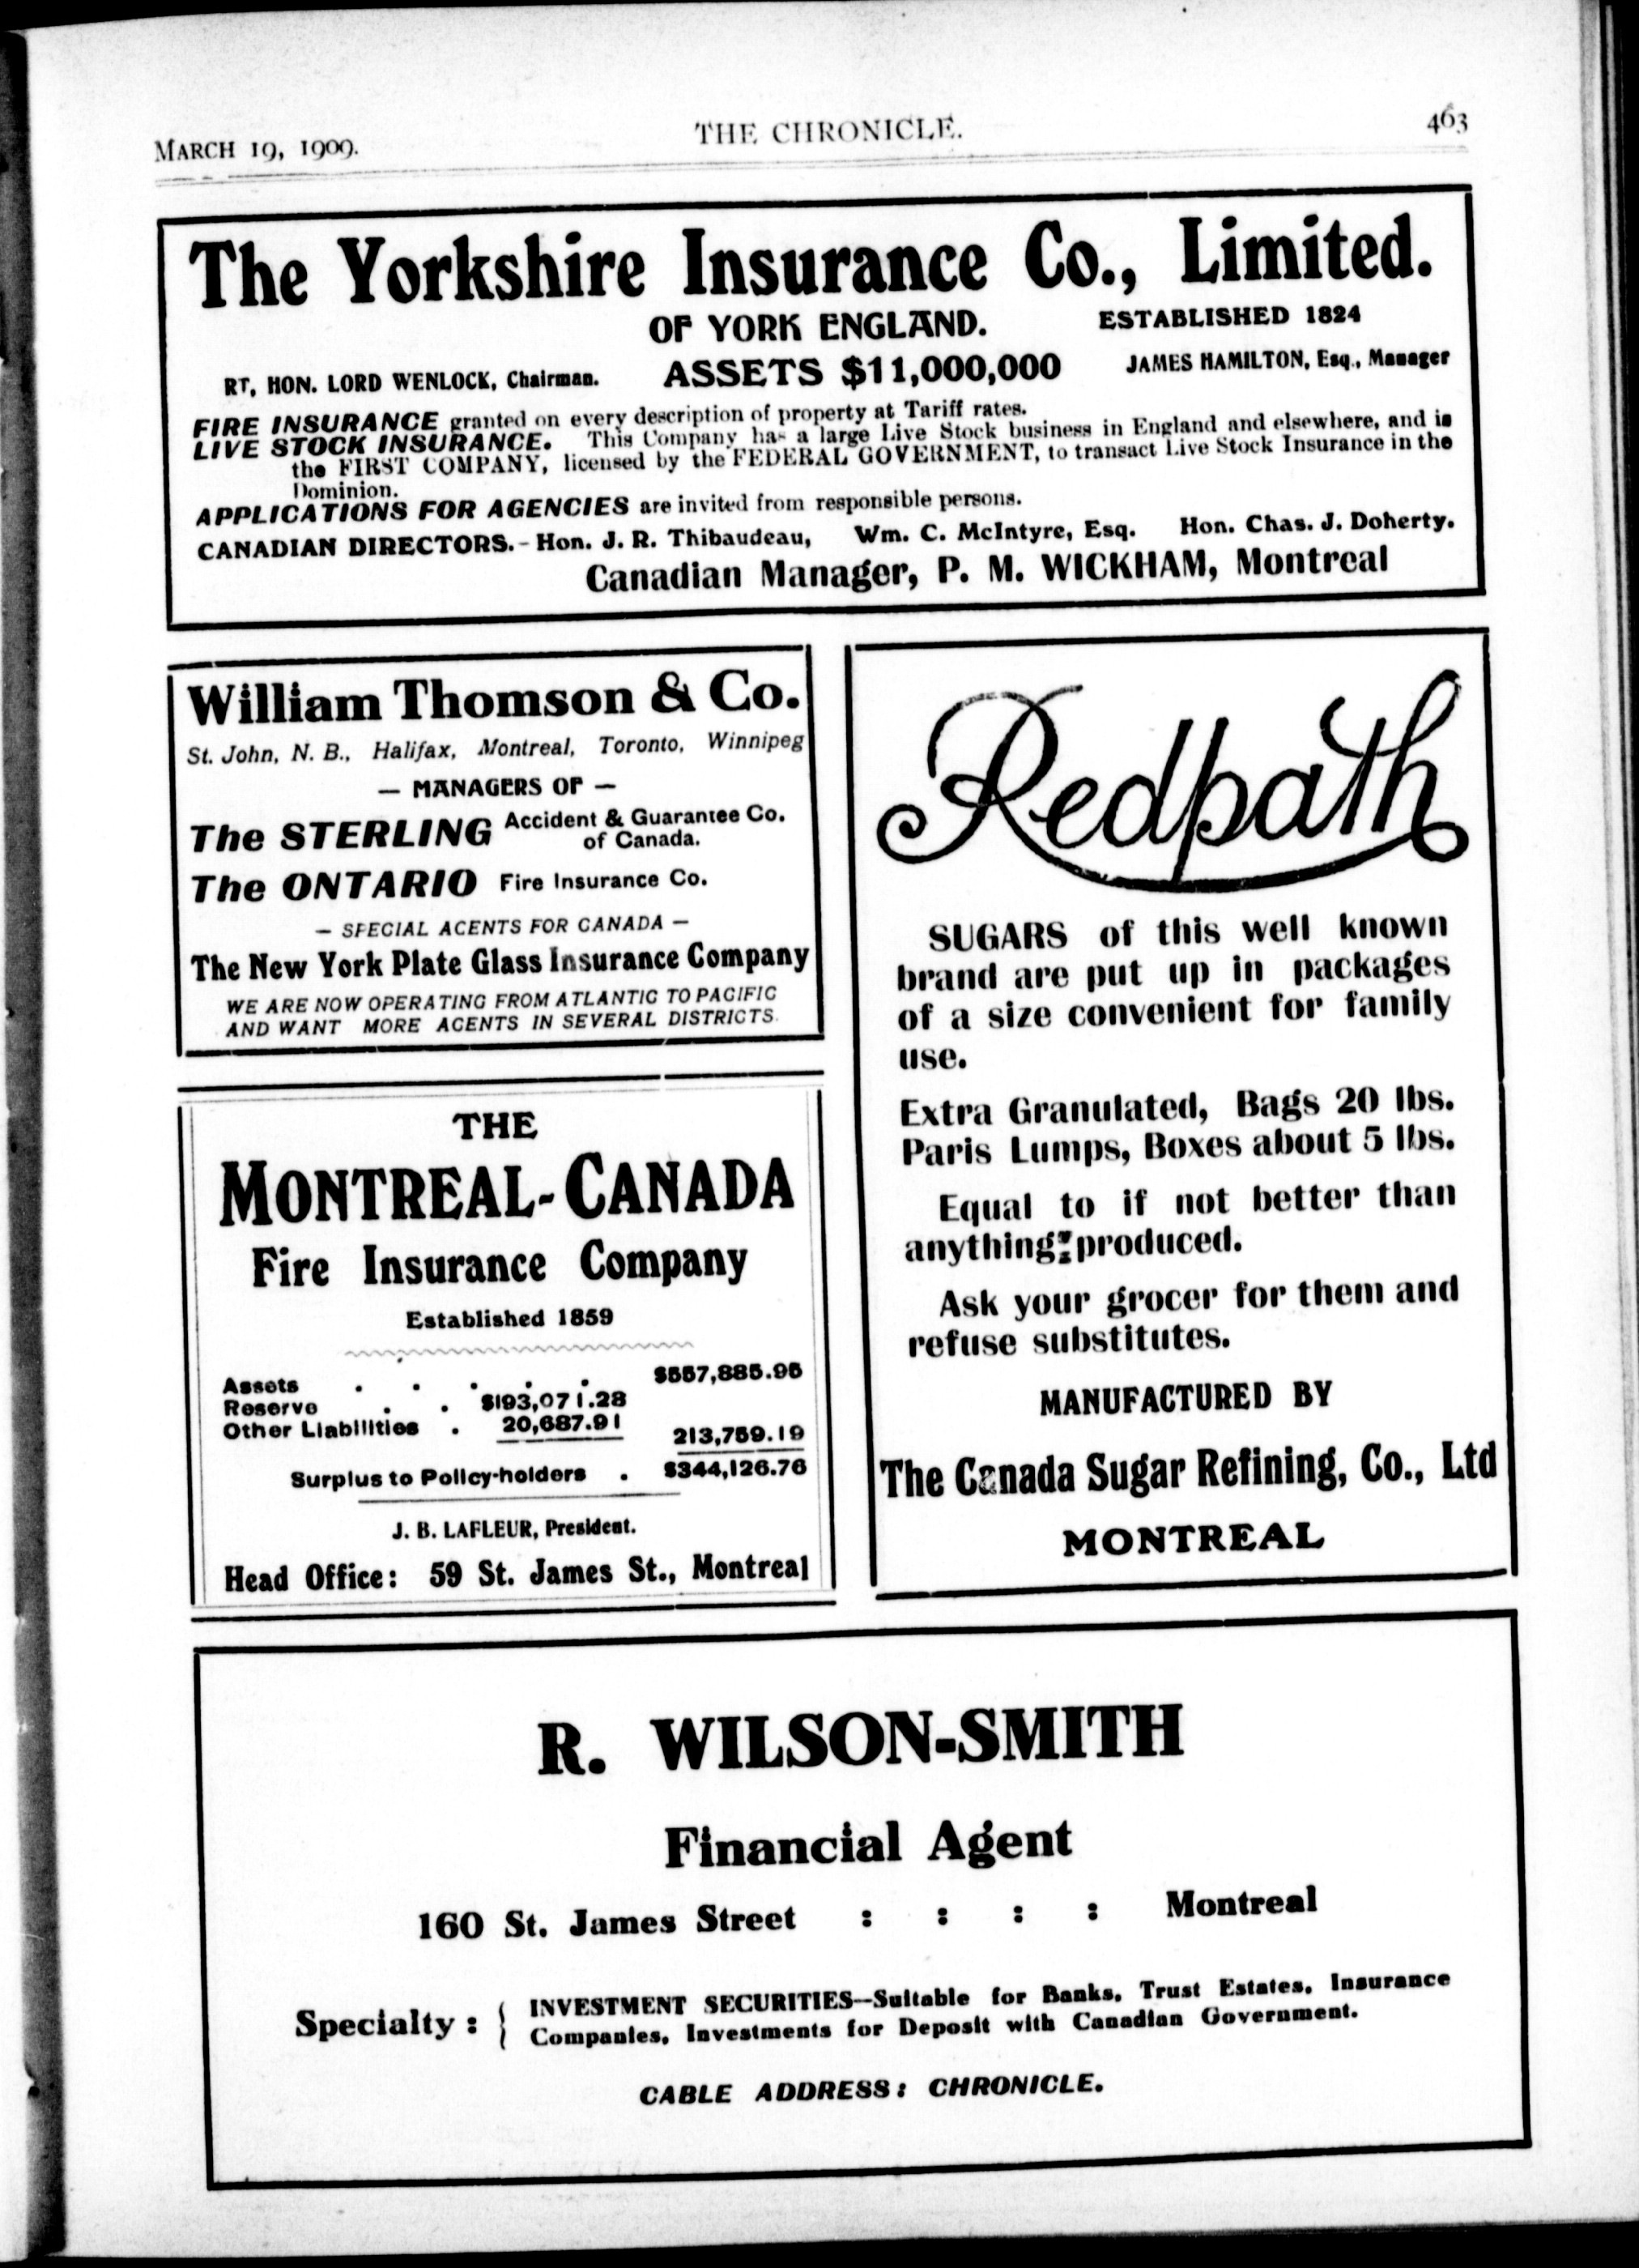 MARCH 19, 1909.
THE CHRONICLE.
463
The Yorkshire Insurance Co., Limited.
OF YORK ENGLAND.
ESTABLISHED 1824
RT. HON. LORD WENLOCK, Chairman.
ASSETS $11,000,000
JAMES HAMILTON, Esq., Manager
FIRE INSURANCE granted on every description of property at Tariff rates.
LIVE STOCK INSURANCE. This Company has a large Live Stock business in England and elsewhere, and is
the FIRST COMPANY, licensed by the FEDERAL GOVERNMENT, to transact Live Stock Insurance in the
Dominion.
APPLICATIONS FOR AGENCIES are invited from responsible persons.
CANADIAN DIRECTORS.- Hon. J. R. Thibaudeau, Wm. C. McIntyre, Esq. Hon. Chas. J. Doherty.
Canadian Manager, P. M. WICKHAM, Montreal
William Thomson & Co.
St. John, N. B., Halifax, Montreal, Toronto, Winnipeg
— MANAGERS OF —
The STERLING Accident & Guarantee Co.
of Canada.
The ONTARIO Fire Insurance Co.
— SPECIAL AGENTS FOR CANADA —
The New York Plate Glass Insurance Company
WE ARE NOW OPERATING FROM ATLANTIC TO PACIFIC
AND WANT MORE AGENTS IN SEVERAL DISTRICTS.
THE
MONTREAL-CANADA
Fire Insurance Company
Established 1859
Assets . . . . . $557,885.95
Reserve . . $193,071.28
Other Liabilities . 20,687.91
213,759.19
Surplus to Policy-holders . $344,126.76
J. B. LAFLEUR, President.
Head Office: 59 St. James St., Montreal
Redpath
SUGARS of this well known
brand are put up in packages
of a size convenient for family
use.
Extra Granulated, Bags 20 lbs.
Paris Lumps, Boxes about 5 lbs.
Equal to if not better than
anything produced.
Ask your grocer for them and
refuse substitutes.
MANUFACTURED BY
The Canada Sugar Refining, Co., Ltd
MONTREAL
R. WILSON-SMITH
Financial Agent
160 St. James Street : : : : Montreal
Specialty : { INVESTMENT SECURITIES—Suitable for Banks, Trust Estates, Insurance
Companies, Investments for Deposit with Canadian Government.
CABLE ADDRESS: CHRONICLE.